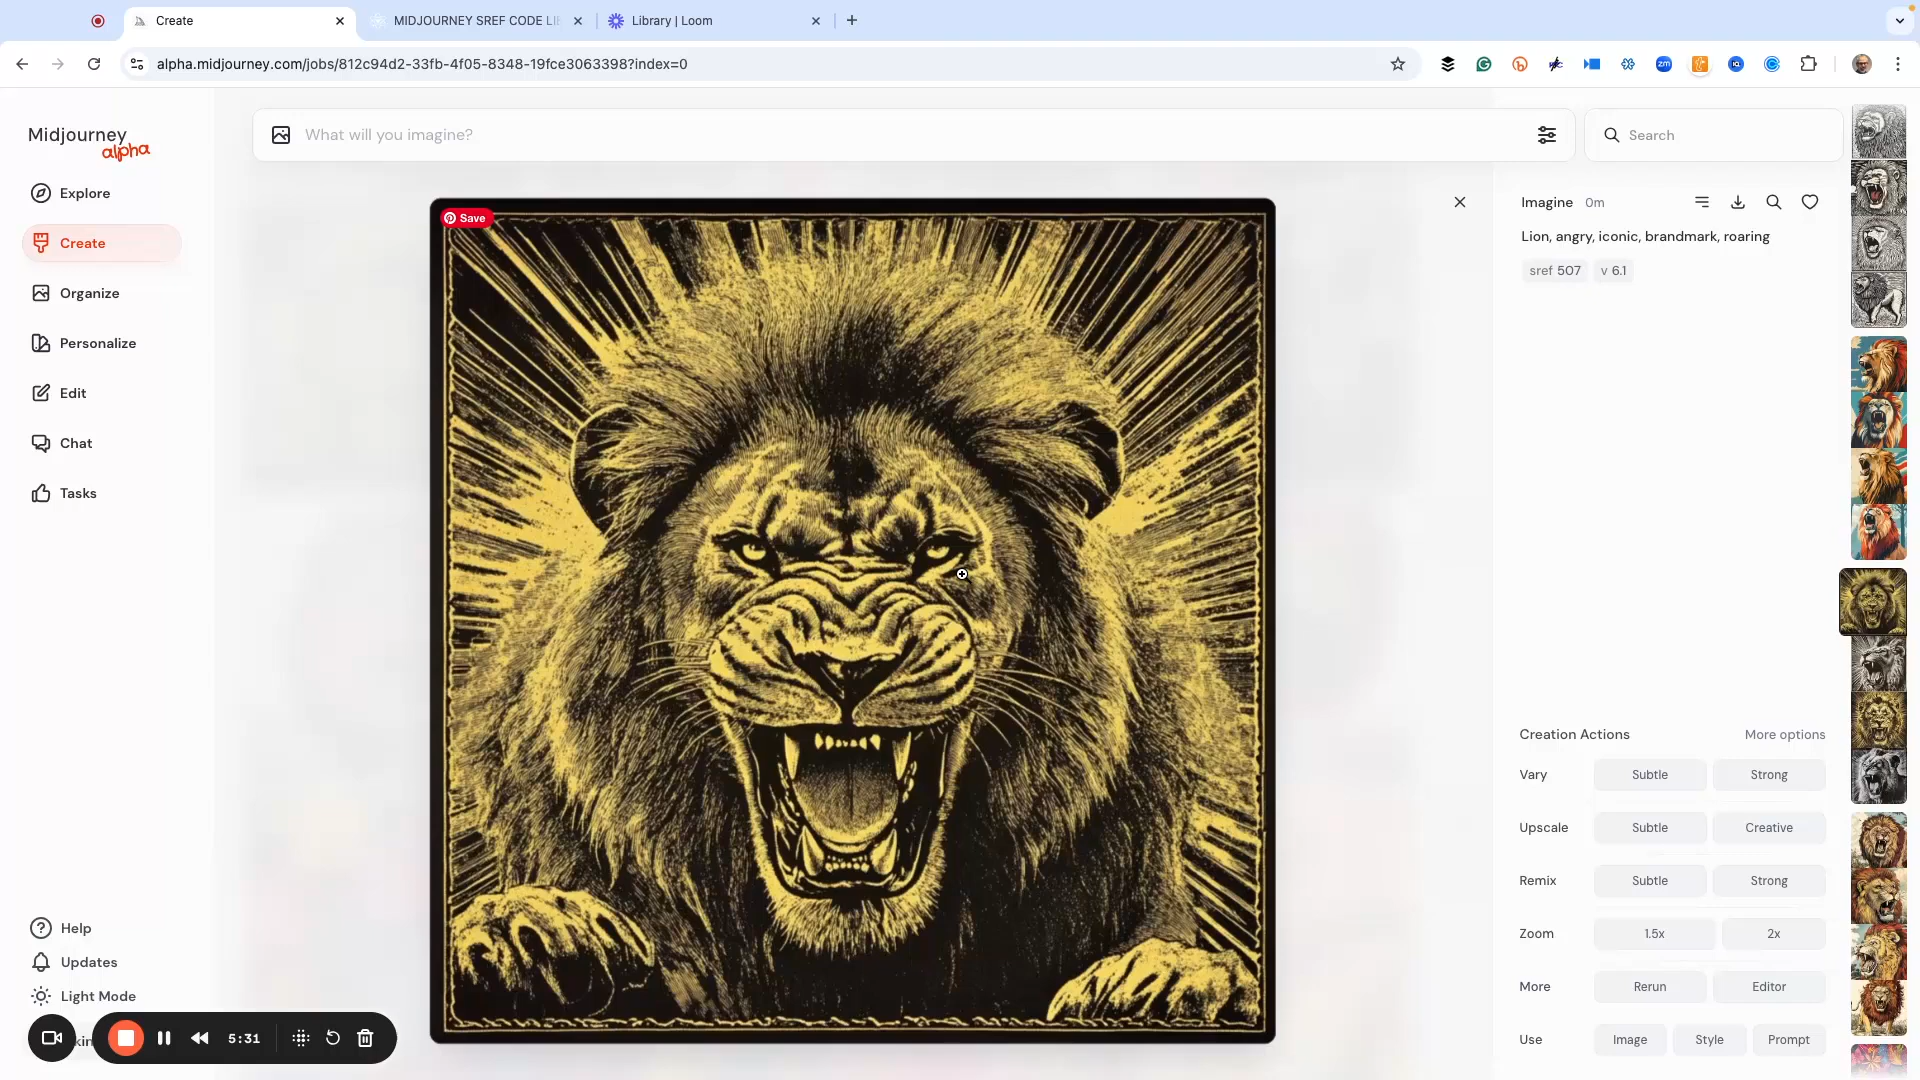 Create
MIDJOURNEY SREF CODE LI
Library | Loom
alpha.midjourney.com/jobs/812c94d2-33fb-4f05-8348-19fce3063398?index=0
zm
Midjourney
alpha
What will you imagine?
Search
Explore
Create
Organize
Personalize
Edit
Chat
Tasks
Save
Imagine 0m
Lion, angry, iconic, brandmark, roaring
sref 507 v 6.1
Creation Actions More options
Vary Subtle Strong
Upscale Subtle Creative
Remix Subtle Strong
Zoom 1.5x 2x
More Rerun Editor
Use Image Style Prompt
Help
Updates
Light Mode
5:31